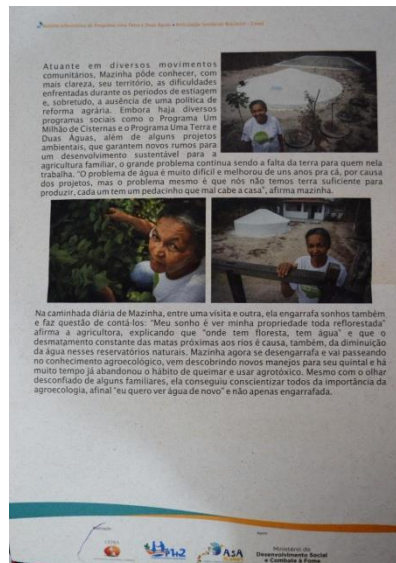 Atuante em diversos movimentos
comunitários, Mazinha pôde conhecer, com
mais clareza, seu território, as dificuldades
enfrentadas durante os períodos de estiagem
e, sobretudo, a ausência de uma política de
reforma agrária. Embora haja diversos
programas sociais como o Programa Um
Milhão de Cisternas e o Programa Uma Terra e
Duas Águas, além de alguns projetos
ambientais, que garantem novos rumos para
um desenvolvimento sustentável para a
agricultura familiar, o grande problema continua sendo a falta da terra para quem nela
trabalha. "O problema de água é muito difícil e melhorou de uns anos pra cá, por causa
dos projetos, mas o problema mesmo é que nós não temos terra suficiente para
produzir, cada um tem um pedacinho que mal cabe a casa", afirma mazinha.
Na caminhada diária de Mazinha, entre uma visita e outra, ela engarrafa sonhos também
e faz questão de contá-los: "Meu sonho é ver minha propriedade toda reflorestada"
afirma a agricultora, explicando que "onde tem floresta, tem água" e que o
desmatamento constante das matas próximas aos rios é causa, também, da diminuição
da água nesses reservatórios naturais. Mazinha agora se desengarrafa e vai passeando
no conhecimento agroecológico, vem descobrindo novos manejos para seu quintal e há
muito tempo já abandonou o hábito de queimar e usar agrotóxico. Mesmo com o olhar
desconfiado de alguns familiares, ela conseguiu conscientizar todos da importância da
agroecologia, afinal "eu quero ver água de novo" e não apenas engarrafada.
P1+2
ASA
Ministério do
Desenvolvimento Social
e Combate à Fome